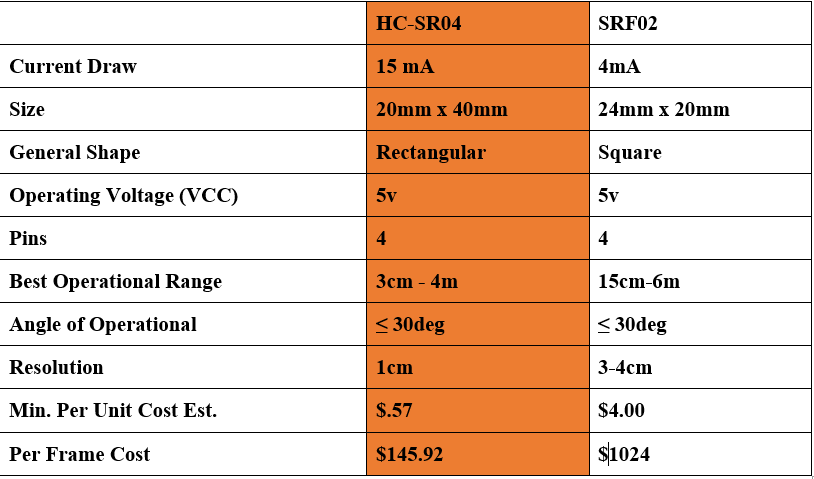 HC-SR04 SRF02
Current Draw 15 mA 4mA
Size 20mm x 40mm 24mm x 20mm
General Shape Rectangular Square
Operating Voltage (VCC) 5v 5v
Pins 4 4
Best Operational Range 3cm - 4m 15cm-6m
Angle of Operational ≤ 30deg ≤ 30deg
Resolution 1cm 3-4cm
Min. Per Unit Cost Est. $.57 $4.00
Per Frame Cost $145.92 $1024